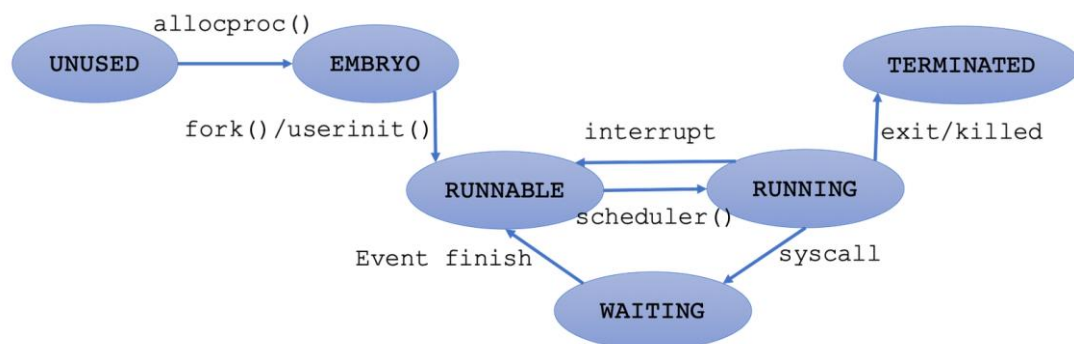 allocproc()
UNUSED
EMBRYO
TERMINATED
fork()/userinit()
interrupt
exit/killed
RUNNABLE
RUNNING
scheduler()
Event finish
syscall
WAITING